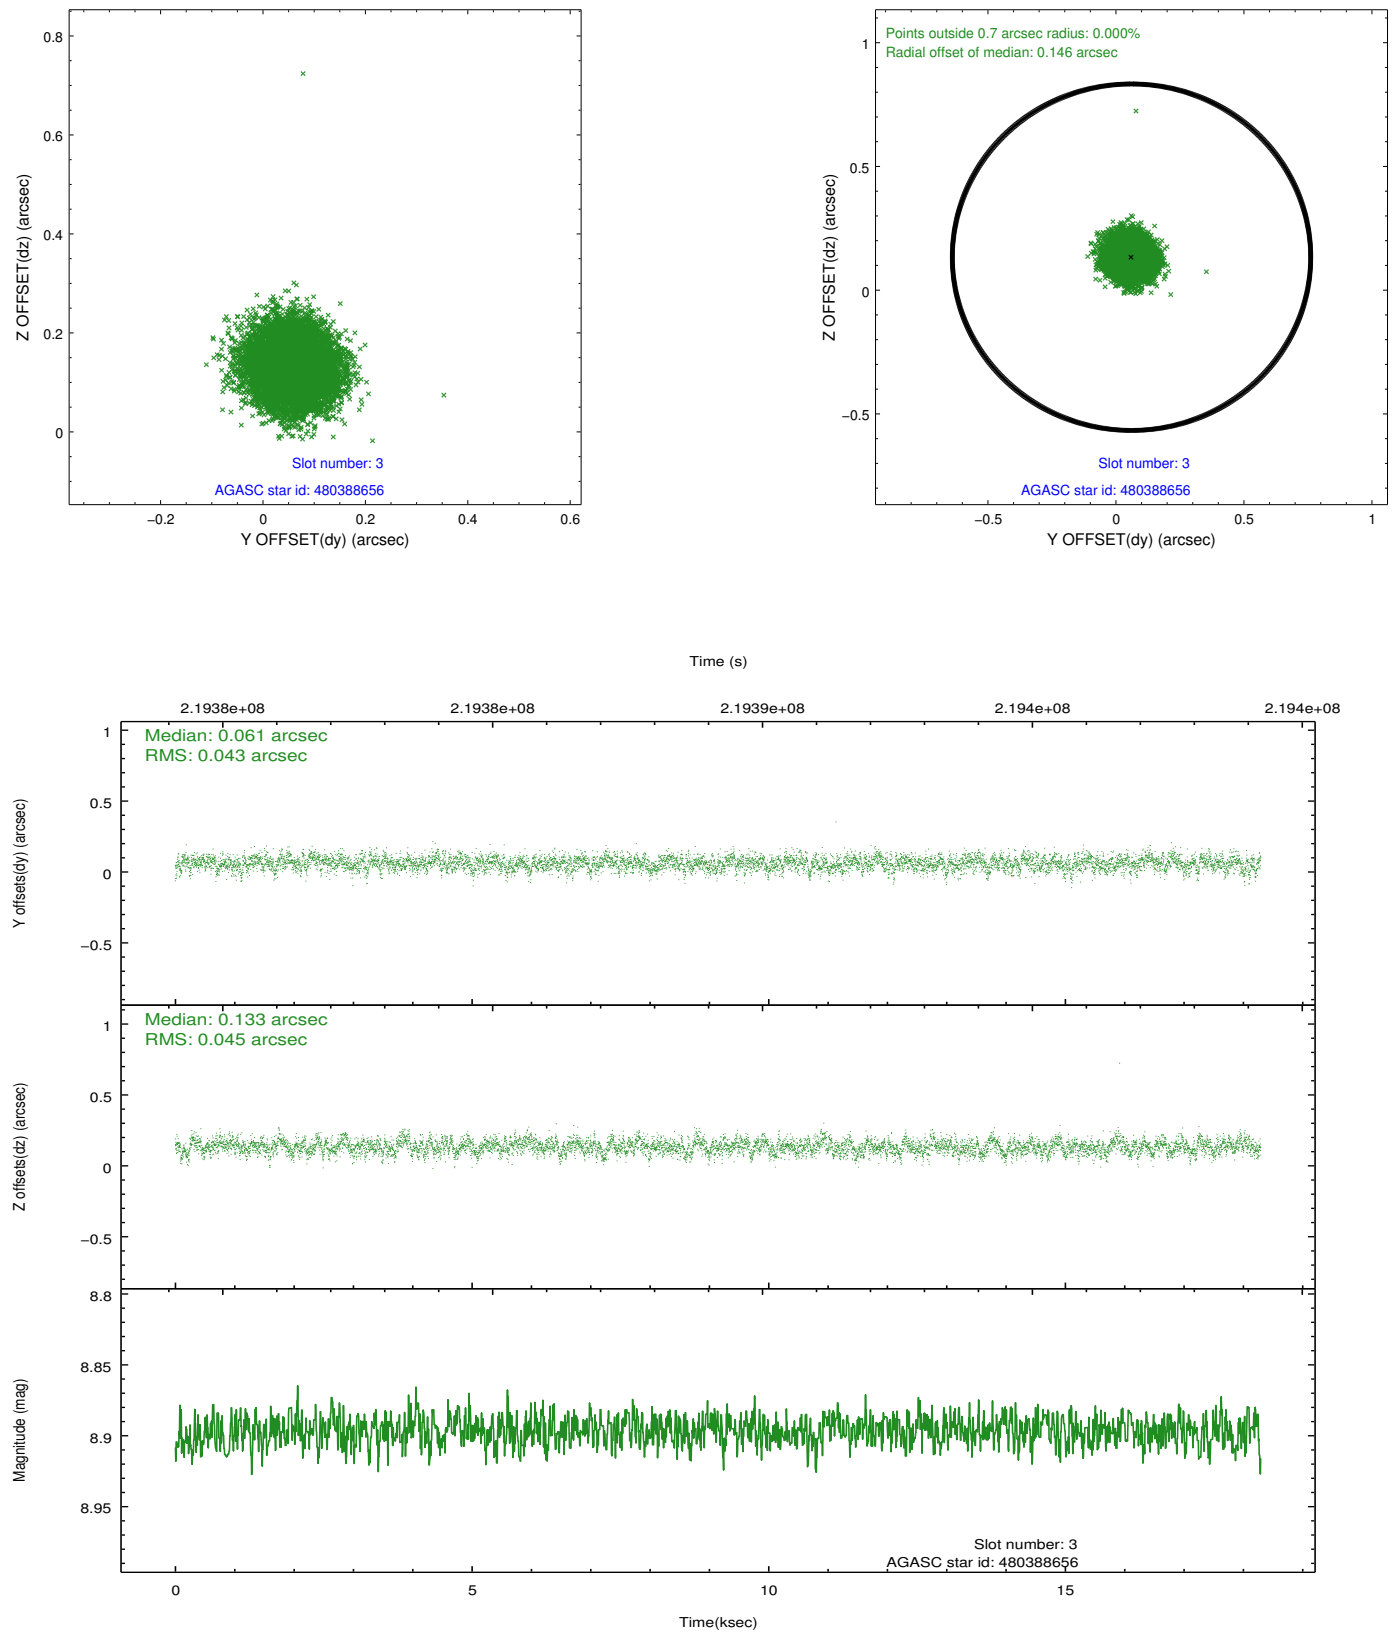 0.8
0.6
0.4
0.2
0
Z OFFSET(dz) (arcsec)
Slot number: 3
AGASC star id: 480388656
−0.2 0 0.2 0.4 0.6
Y OFFSET(dy) (arcsec)
Points outside 0.7 arcsec radius: 0.000%
Radial offset of median: 0.146 arcsec
1
0.5
0
−0.5
Z OFFSET(dz) (arcsec)
Slot number: 3
AGASC star id: 480388656
−0.5 0 0.5 1
Y OFFSET(dy) (arcsec)
Time (s)
2.1938e+08 2.1938e+08 2.1939e+08 2.194e+08 2.194e+08
Median: 0.061 arcsec
RMS: 0.043 arcsec
1
0.5
0
−0.5
Y offsets(dy) (arcsec)
Median: 0.133 arcsec
RMS: 0.045 arcsec
1
0.5
0
−0.5
Z offsets(dz) (arcsec)
8.8
8.85
8.9
8.95
Magnitude (mag)
Slot number: 3
AGASC star id: 480388656
0 5 10 15
Time(ksec)